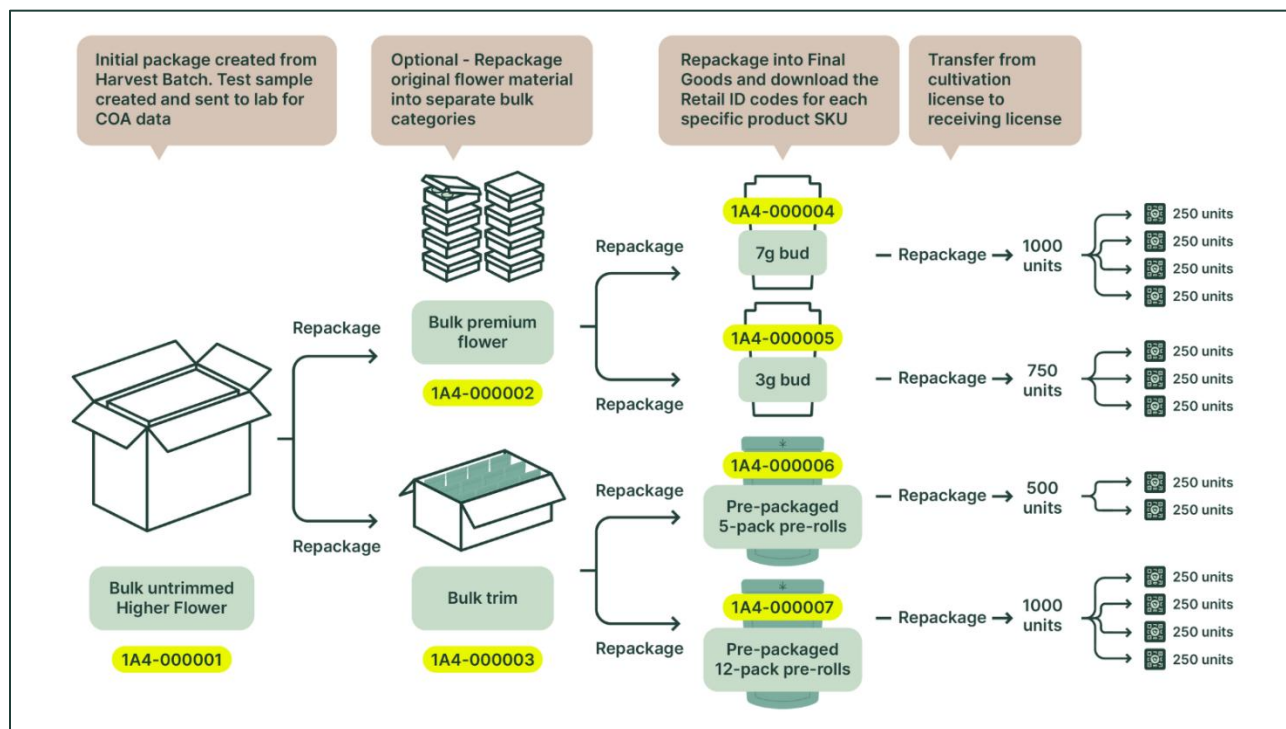 Initial package created from
Harvest Batch. Test sample
created and sent to lab for
COA data
Optional - Repackage
original flower material
into separate bulk
categories
Repackage into Final
Goods and download the
Retail ID codes for each
specific product SKU
Transfer from
cultivation
license to
receiving license
Bulk untrimmed
Higher Flower
1A4-000001
Repackage
Repackage
Bulk premium
flower
1A4-000002
Bulk trim
1A4-000003
Repackage
Repackage
Repackage
Repackage
1A4-000004
7g bud
Repackage
1000
units
250 units
250 units
250 units
250 units
1A4-000005
3g bud
Repackage
750
units
250 units
250 units
250 units
1A4-000006
Pre-packaged
5-pack pre-rolls
Repackage
500
units
250 units
250 units
1A4-000007
Pre-packaged
12-pack pre-rolls
Repackage
1000
units
250 units
250 units
250 units
250 units